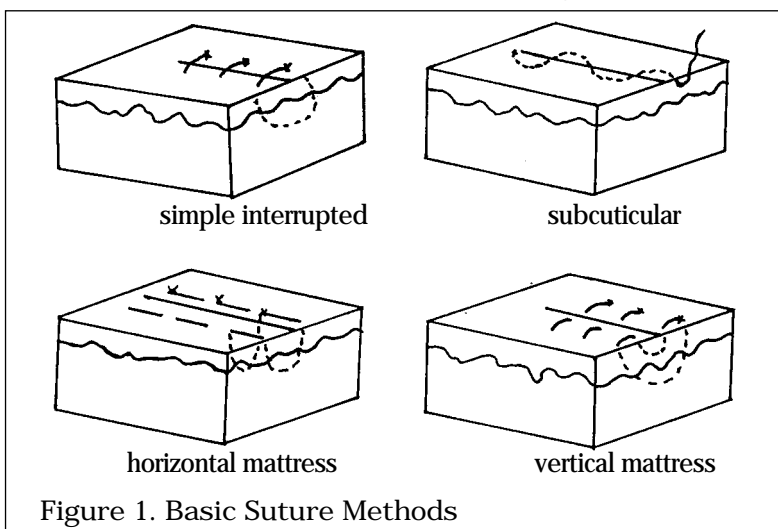 simple interrupted
subcuticular
horizontal mattress
vertical mattress
Figure 1. Basic Suture Methods